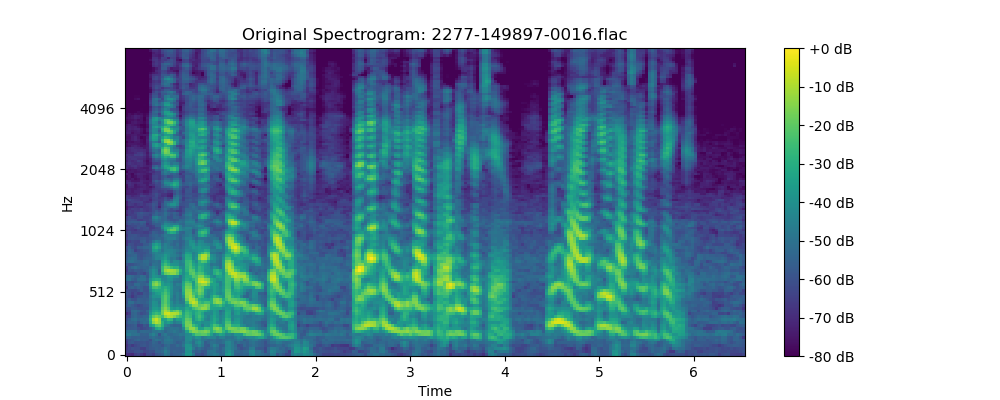 Original Spectrogram: 2277-149897-0016.flac
Hz
4096
2048
1024
512
0
0 1 2 3 4 5 6
Time
+0 dB
-10 dB
-20 dB
-30 dB
-40 dB
-50 dB
-60 dB
-70 dB
-80 dB